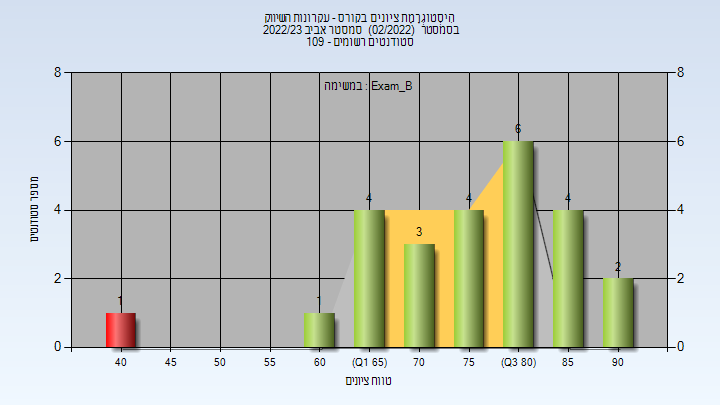 היסטוגרמת ציונים בקורס - עקרונות השיווק
בסמסטר (02/2022) סמסטר אביב 2022/23
סטודנטים רשומים - 109
במשימה : Exam_B
8 8
6 6
4 4
2 2
0 0
מספר סטודנטים
1 1 4 3 4 6 4 2
40 45 50 55 60 (Q1 65) 70 75 (Q3 80) 85 90
טווח ציונים